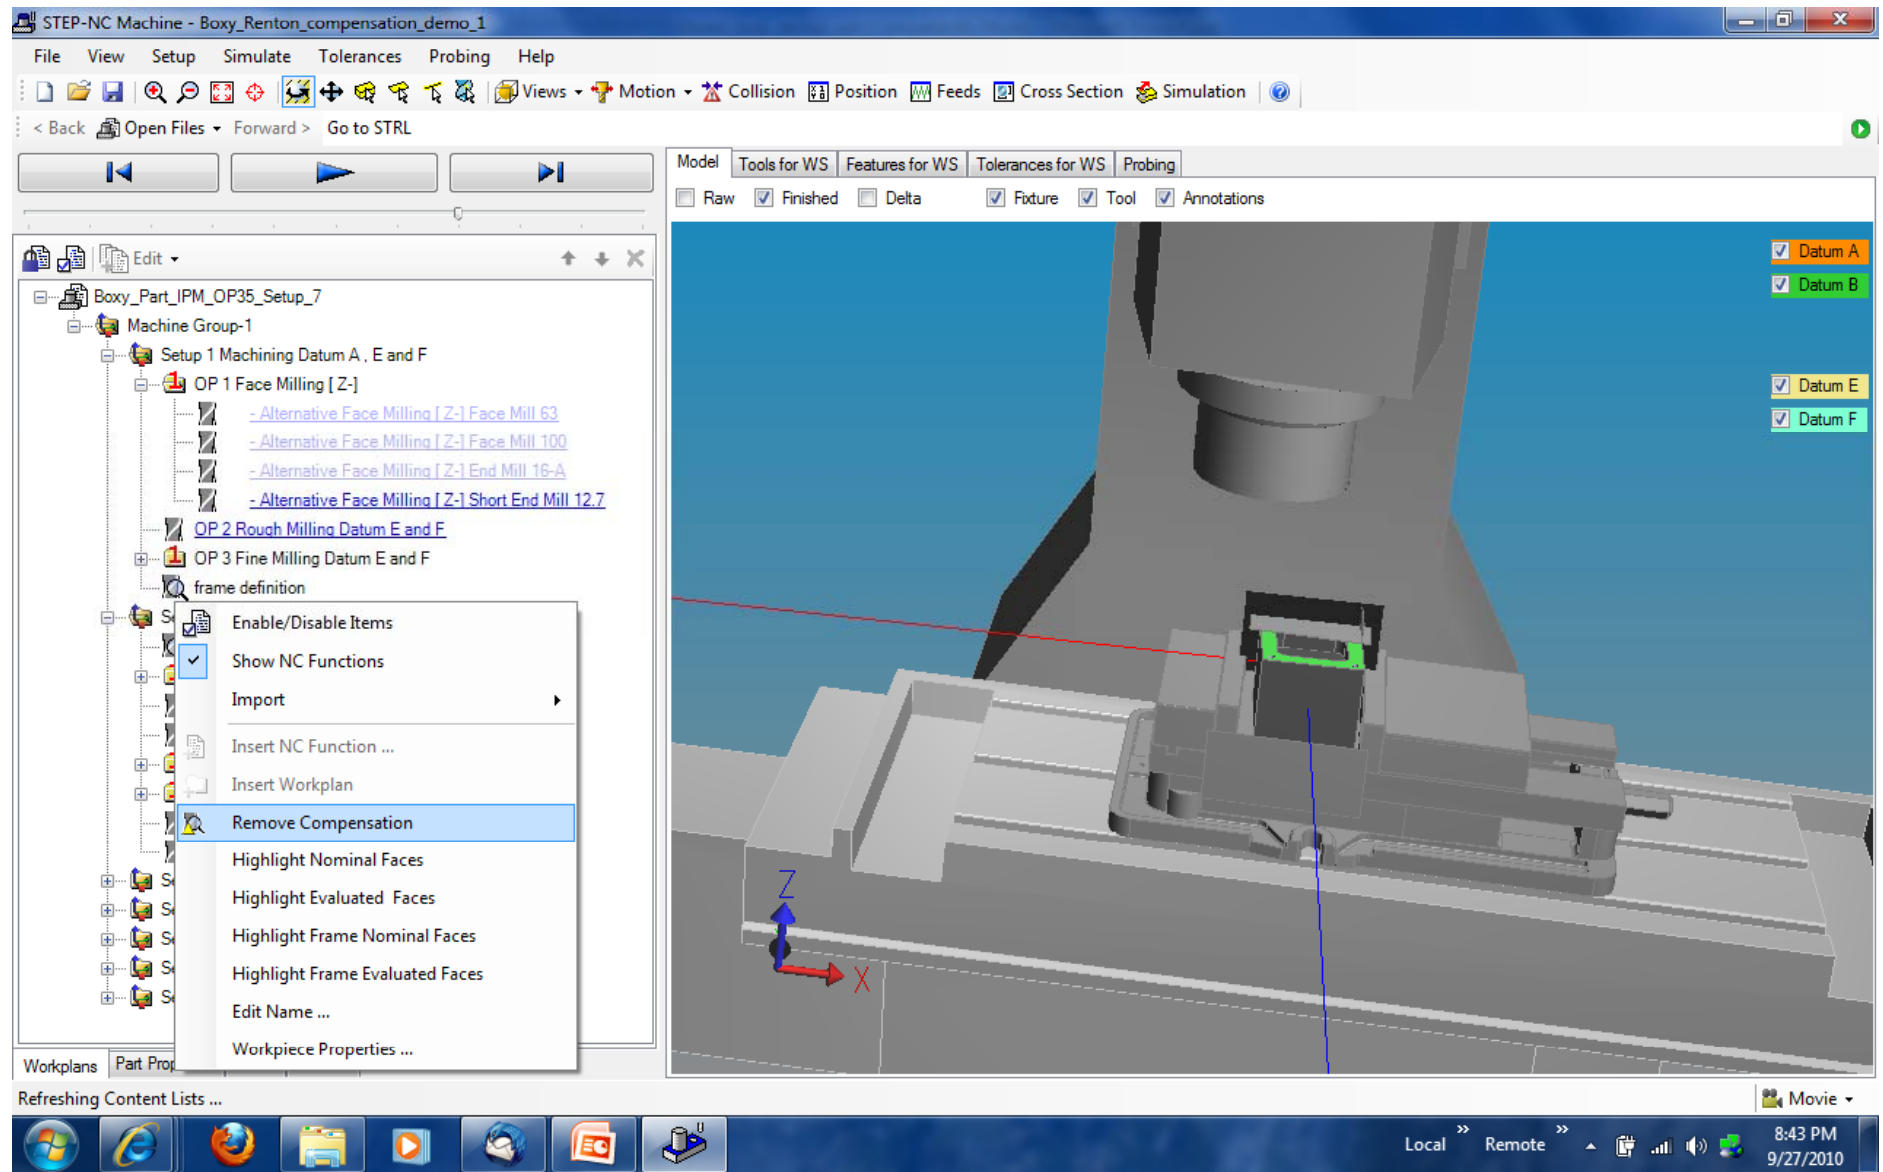 STEP-NC Machine - Boxy_Renton_compensation_demo_1
File View Setup Simulate Tolerances Probing Help
Views Motion Collision Position Feeds Cross Section Simulation
< Back Open Files Forward > Go to STRL
Model Tools for WS Features for WS Tolerances for WS Probing
Raw Finished Delta Fixture Tool Annotations
Edit
Boxy_Part_IPM_OP35_Setup_7
Machine Group-1
Setup 1 Machining Datum A , E and F
OP 1 Face Milling [ Z-]
- Alternative Face Milling [ Z-] Face Mill 63
- Alternative Face Milling [ Z-] Face Mill 100
- Alternative Face Milling [ Z-] End Mill 16-A
- Alternative Face Milling [ Z-] Short End Mill 12.7
OP 2 Rough Milling Datum E and F
OP 3 Fine Milling Datum E and F
frame definition
Enable/Disable Items
Show NC Functions
Import
Insert NC Function ...
Insert Workplan
Remove Compensation
Highlight Nominal Faces
Highlight Evaluated Faces
Highlight Frame Nominal Faces
Highlight Frame Evaluated Faces
Edit Name ...
Workpiece Properties ...
Workplans Part Prop
Datum A
Datum B
Datum E
Datum F
Z
X
Refreshing Content Lists ...
Movie
Local » Remote »
8:43 PM
9/27/2010